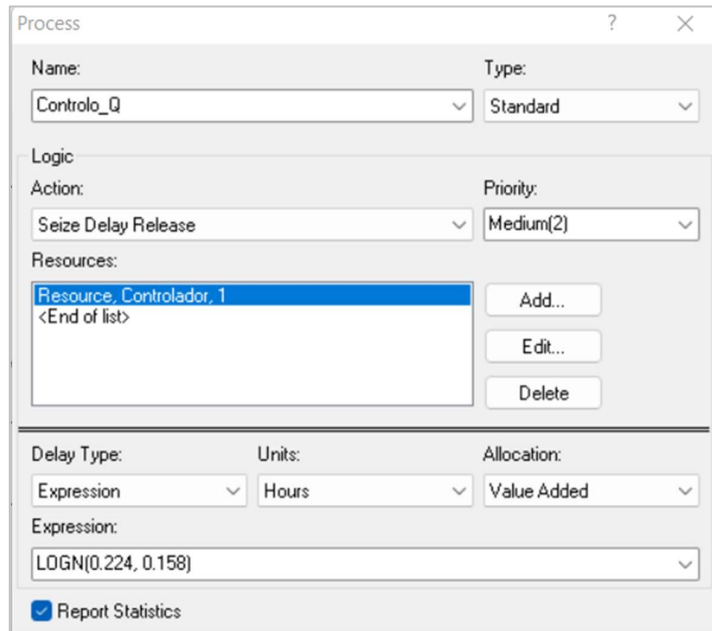 Process ? ×
Name: Type:
Controlo_Q Standard
Logic
Action: Priority:
Seize Delay Release Medium(2)
Resources:
Resource, Controlador, 1
<End of list>
Add...
Edit...
Delete
Delay Type: Units: Allocation:
Expression Hours Value Added
Expression:
LOGN(0.224, 0.158)
Report Statistics